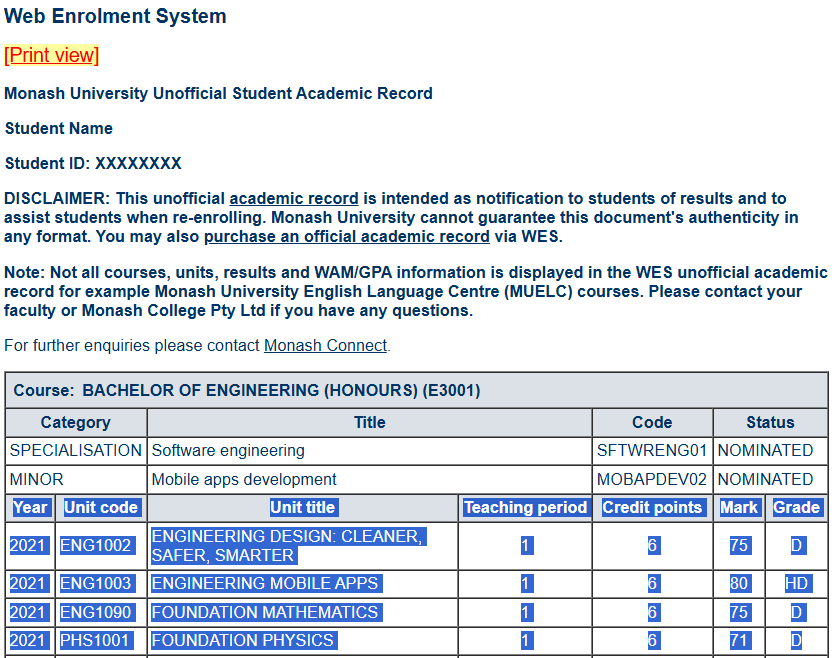 Web Enrolment System
[Print view]
Monash University Unofficial Student Academic Record
Student Name
Student ID: XXXXXXXX
DISCLAIMER: This unofficial academic record is intended as notification to students of results and to
assist students when re-enrolling. Monash University cannot guarantee this document's authenticity in
any format. You may also purchase an official academic record via WES.
Note: Not all courses, units, results and WAM/GPA information is displayed in the WES unofficial academic
record for example Monash University English Language Centre (MUELC) courses. Please contact your
faculty or Monash College Pty Ltd if you have any questions.
For further enquiries please contact Monash Connect.
Course: BACHELOR OF ENGINEERING (HONOURS) (E3001)
Category Title Code Status
SPECIALISATION Software engineering SFTWRENG01 NOMINATED
MINOR Mobile apps development MOBAPDEV02 NOMINATED
Year Unit code Unit title Teaching period Credit points Mark Grade
2021 ENG1002 ENGINEERING DESIGN: CLEANER,
SAFER, SMARTER 1 6 75 D
2021 ENG1003 ENGINEERING MOBILE APPS 1 6 80 HD
2021 ENG1090 FOUNDATION MATHEMATICS 1 6 75 D
2021 PHS1001 FOUNDATION PHYSICS 1 6 71 D